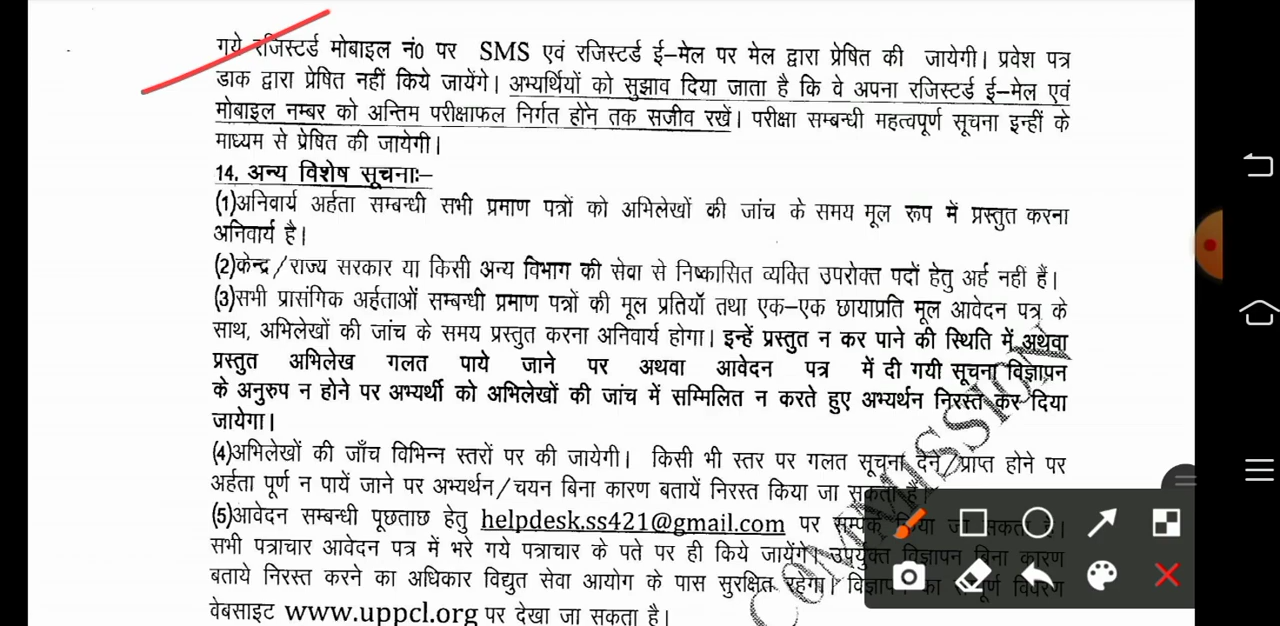 गये रजिस्टर्ड मोबाइल नं0 पर SMS एवं रजिस्टर्ड ई–मेल पर मेल द्वारा प्रेषित की जायेगी। प्रवेश पत्र
डाक द्वारा प्रेषित नहीं किये जायेंगे। अभ्यर्थियों को सुझाव दिया जाता है कि वे अपना रजिस्टर्ड ई–मेल एवं
मोबाइल नम्बर को अन्तिम परीक्षाफल निर्गत होने तक सजीव रखें। परीक्षा सम्बन्धी महत्वपूर्ण सूचना इन्हीं के
माध्यम से प्रेषित की जायेगी।
14. अन्य विशेष सूचनाः–
(1)अनिवार्य अर्हता सम्बन्धी सभी प्रमाण पत्रों को अभिलेखों की जांच के समय मूल रूप में प्रस्तुत करना
अनिवार्य है।
(2)केन्द्र/राज्य सरकार या किसी अन्य विभाग की सेवा से निष्कासित व्यक्ति उपरोक्त पदों हेतु अर्ह नहीं हैं।
(3)सभी प्रासंगिक अर्हताओं सम्बन्धी प्रमाण पत्रों की मूल प्रतियॉ तथा एक–एक छायाप्रति मूल आवेदन पत्र के
साथ, अभिलेखों की जांच के समय प्रस्तुत करना अनिवार्य होगा। इन्हें प्रस्तुत न कर पाने की स्थिति में अथवा
प्रस्तुत अभिलेख गलत पाये जाने पर अथवा आवेदन पत्र में दी गयी सूचना विज्ञापन
के अनुरुप न होने पर अभ्यर्थी को अभिलेखों की जांच में सम्मिलित न करते हुए अभ्यर्थन निरस्त कर दिया
जायेगा।
(4)अभिलेखों की जाँच विभिन्न स्तरों पर की जायेगी। किसी भी स्तर पर गलत सूचना देने/प्राप्त होने पर
अर्हता पूर्ण न पायें जाने पर अभ्यर्थन/चयन बिना कारण बतायें निरस्त किया जा सकता है।
(5)आवेदन सम्बन्धी पूछताछ हेतु helpdesk.ss421@gmail.com पर सम्पर्क किया जा सकता है।
सभी पत्राचार आवेदन पत्र में भरे गये पत्राचार के पते पर ही किये जायेंगे। उपर्युक्त विज्ञापन बिना कारण
बताये निरस्त करने का अधिकार विद्युत सेवा आयोग के पास सुरक्षित रहेगा। विज्ञापन का सम्पूर्ण विवरण
वेबसाइट www.uppcl.org पर देखा जा सकता है।
COMMISSION